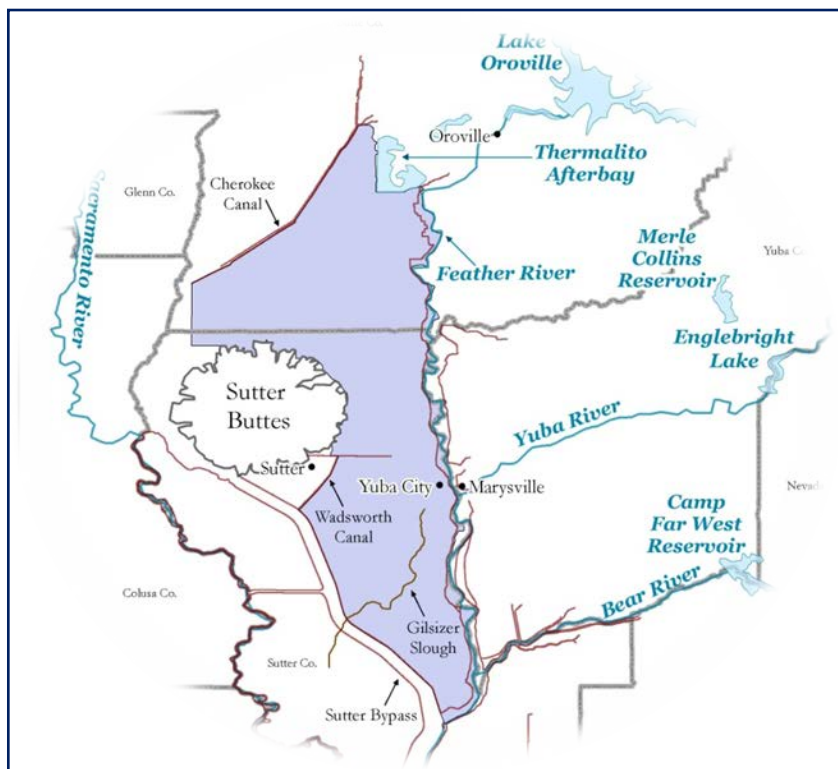 Lake
Oroville
Oroville
Thermalito
Afterbay
Glenn Co.
Cherokee
Canal
Sacramento River
Feather River
Merle
Collins
Reservoir
Englebright
Lake
Sutter
Buttes
Yuba River
Sutter
Yuba City
Marysville
Wadsworth
Canal
Camp
Far West
Reservoir
Bear River
Colusa Co.
Gilsizer
Slough
Sutter Co.
Sutter Bypass